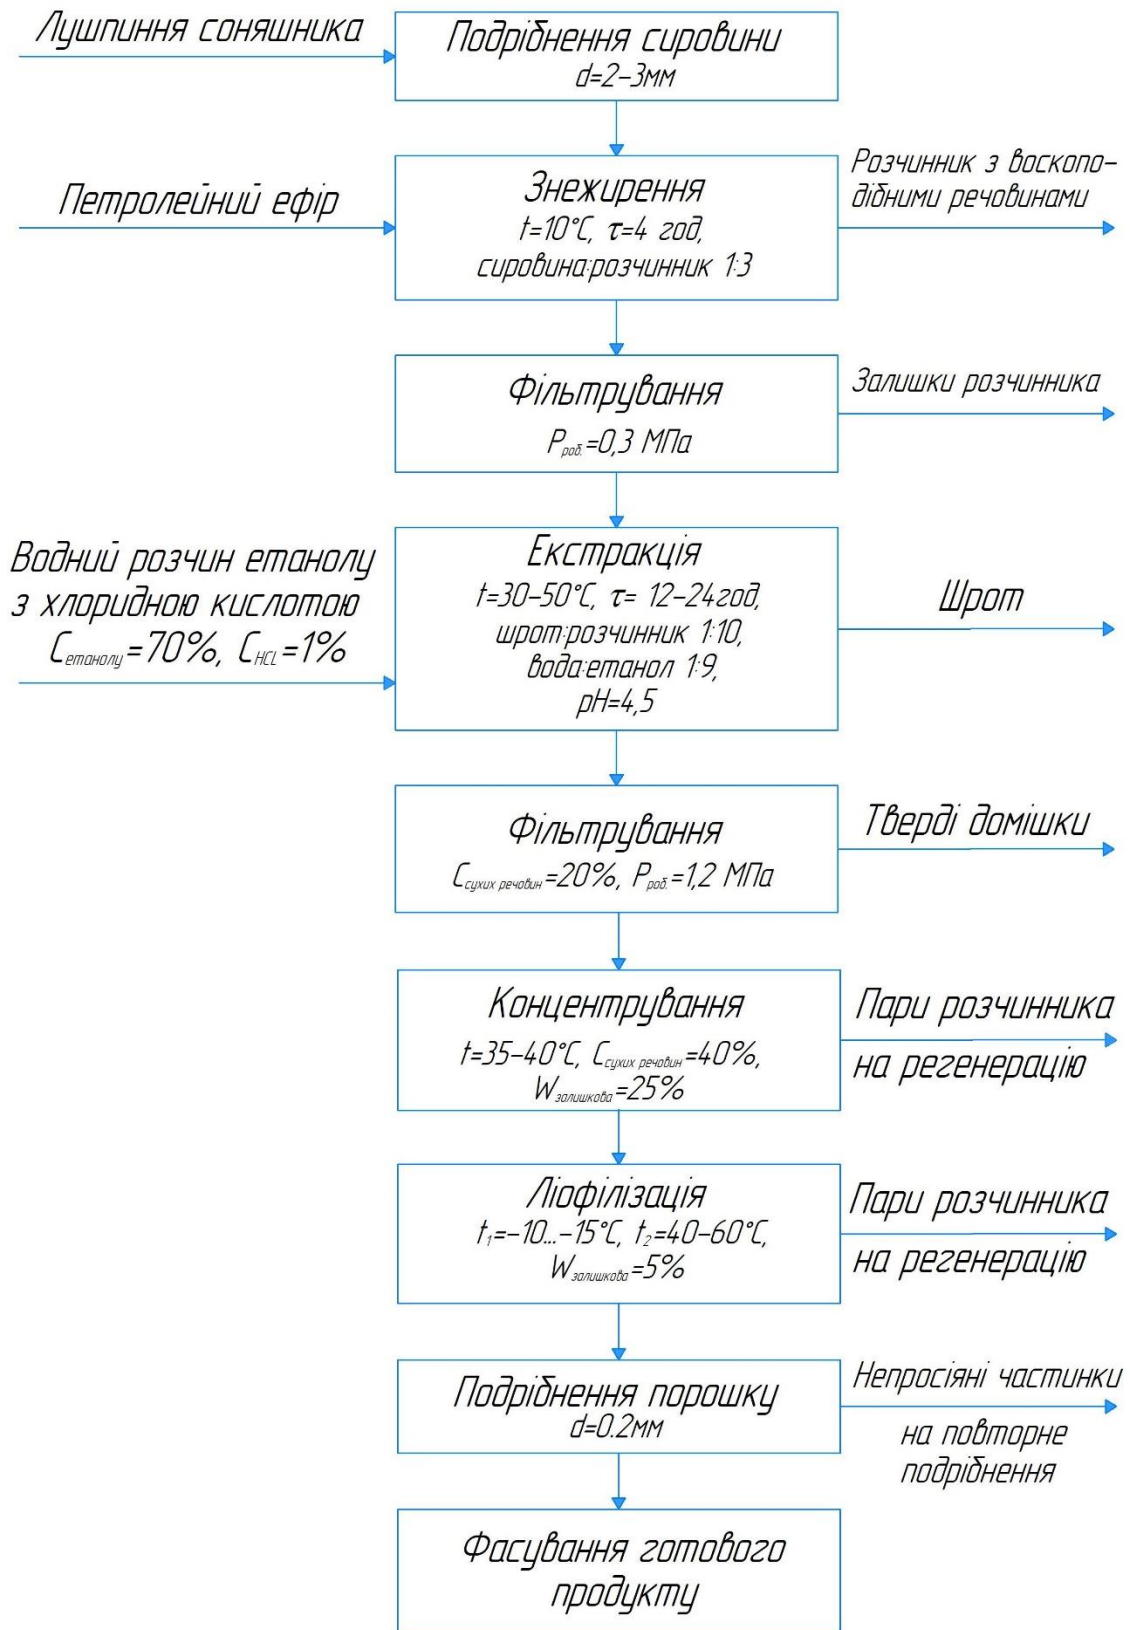 Лушпиння соняшника
Подрібнення сировини
d=2-3мм
Петролейний ефір
Знежирення
t=10°C, τ=4 год,
сировина:розчинник 1:3
Розчинник з воскопо-
дібними речовинами
Фільтрування
Pроб.=0,3 МПа
Залишки розчинника
Водний розчин етанолу
з хлоридною кислотою
Cетанолу=70%, CHCL=1%
Екстракція
t=30-50°C, τ= 12-24год,
шрот:розчинник 1:10,
вода:етанол 1:9,
pH=4,5
Шрот
Фільтрування
Cсухих речовин=20%, Pроб.=1,2 МПа
Тверді домішки
Концентрування
t=35-40°C, Cсухих речовин=40%,
Wзалишкова=25%
Пари розчинника
на регенерацію
Ліофілізація
t1=-10...-15°C, t2=40-60°C,
Wзалишкова=5%
Пари розчинника
на регенерацію
Подрібнення порошку
d=0.2мм
Непросіяні частинки
на повторне
подрібнення
Фасування готового
продукту